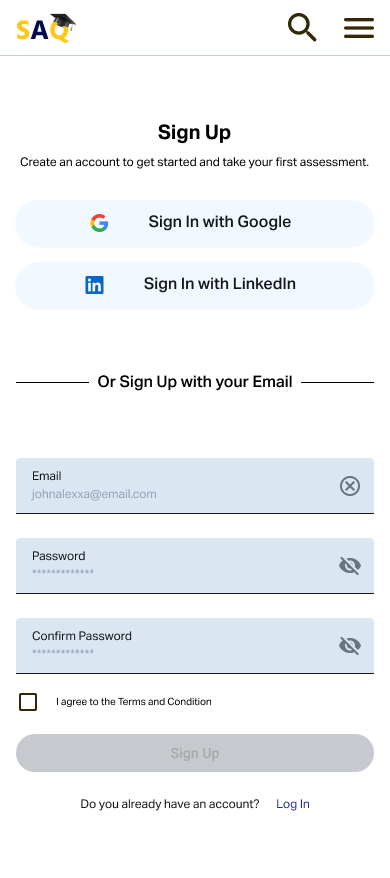 SAQ
Sign Up
Create an account to get started and take your first assessment.
Sign In with Google
Sign In with LinkedIn
Or Sign Up with your Email
Email
johnalexxa@email.com
Password
*************
Confirm Password
*************
I agree to the Terms and Condition
Sign Up
Do you already have an account? Log In